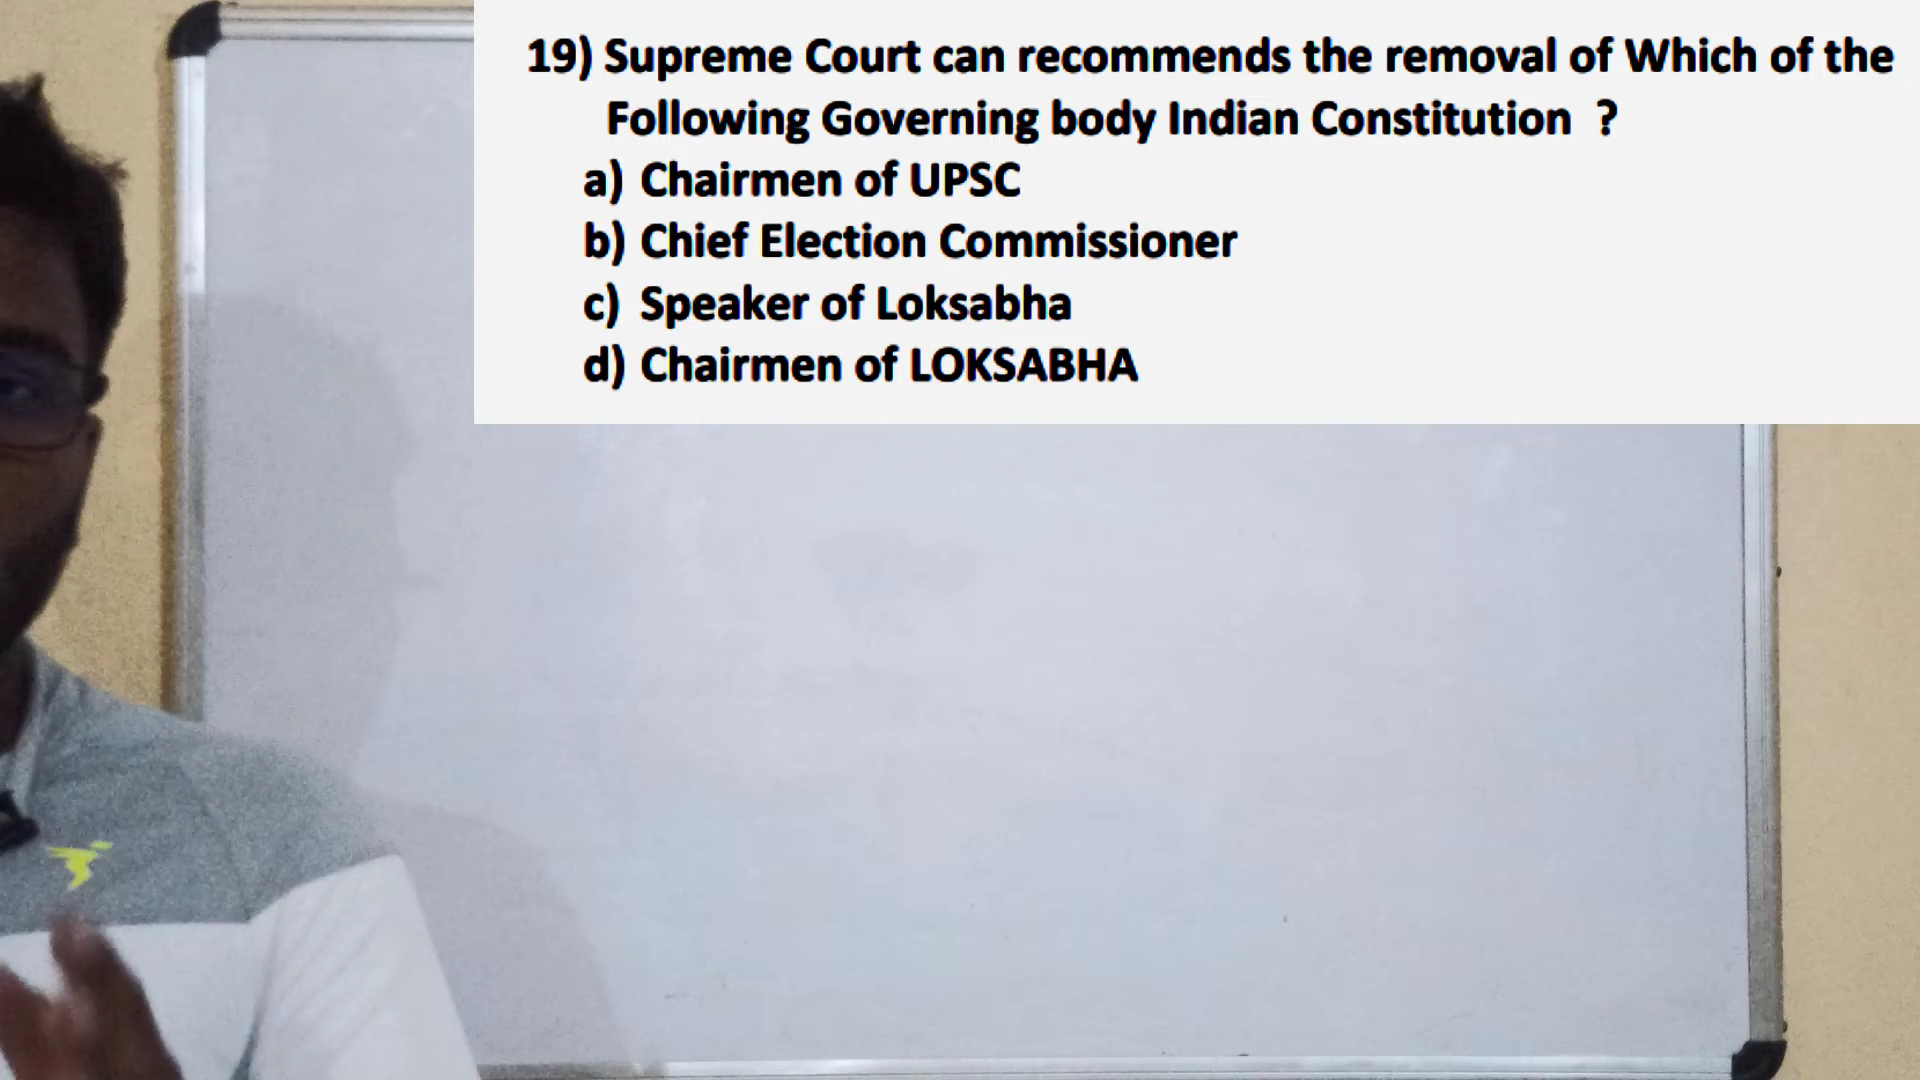 19) Supreme Court can recommends the removal of Which of the
Following Governing body Indian Constitution ?
a) Chairmen of UPSC
b) Chief Election Commissioner
c) Speaker of Loksabha
d) Chairmen of LOKSABHA